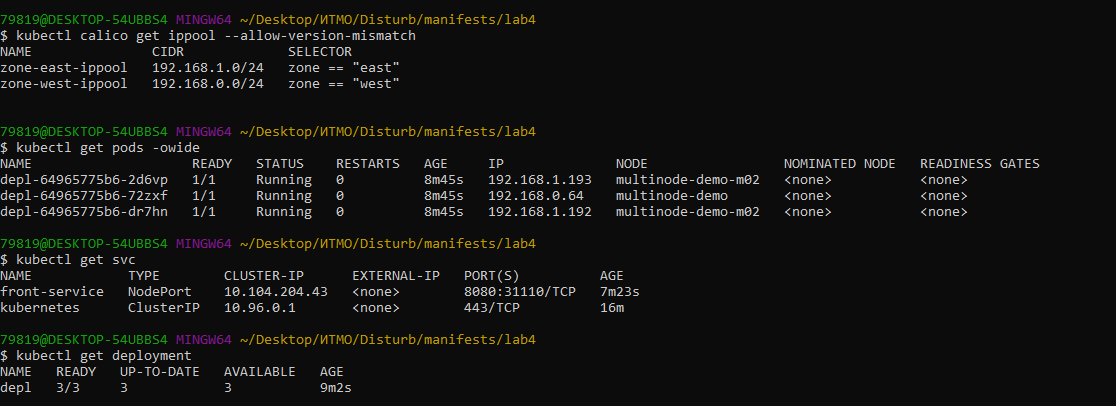 79819@DESKTOP-54UBBS4 MINGW64 ~/Desktop/ИТМО/Disturb/manifests/lab4
$ kubectl calico get ippool --allow-version-mismatch
NAME                CIDR             SELECTOR
zone-east-ippool    192.168.1.0/24   zone == "east"
zone-west-ippool    192.168.0.0/24   zone == "west"
79819@DESKTOP-54UBBS4 MINGW64 ~/Desktop/ИТМО/Disturb/manifests/lab4
$ kubectl get pods -owide
NAME                    READY   STATUS    RESTARTS   AGE     IP              NODE                 NOMINATED NODE   READINESS GATES
depl-64965775b6-2d6vp   1/1     Running   0          8m45s   192.168.1.193   multinode-demo-m02   <none>           <none>
depl-64965775b6-72zxf   1/1     Running   0          8m45s   192.168.0.64    multinode-demo       <none>           <none>
depl-64965775b6-dr7hn   1/1     Running   0          8m45s   192.168.1.192   multinode-demo-m02   <none>           <none>
79819@DESKTOP-54UBBS4 MINGW64 ~/Desktop/ИТМО/Disturb/manifests/lab4
$ kubectl get svc
NAME            TYPE        CLUSTER-IP      EXTERNAL-IP   PORT(S)          AGE
front-service   NodePort    10.104.204.43   <none>        8080:31110/TCP   7m23s
kubernetes      ClusterIP   10.96.0.1       <none>        443/TCP          16m
79819@DESKTOP-54UBBS4 MINGW64 ~/Desktop/ИТМО/Disturb/manifests/lab4
$ kubectl get deployment
NAME   READY   UP-TO-DATE   AVAILABLE   AGE
depl   3/3     3            3           9m2s